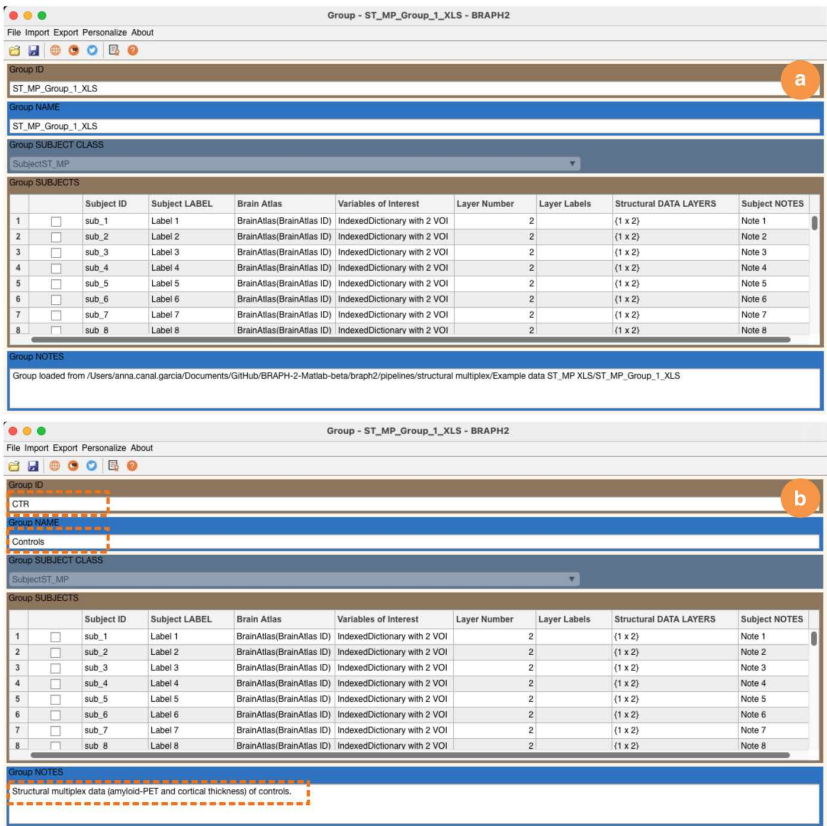 Group - ST_MP_Group_1_XLS - BRAPH2
File Import Export Personalize About
Group ID
a
ST_MP_Group_1_XLS
Group NAME
ST_MP_Group_1_XLS
Group SUBJECT CLASS
SubjectST_MP
Group SUBJECTS
Subject ID Subject LABEL Brain Atlas Variables of Interest Layer Number Layer Labels Structural DATA LAYERS Subject NOTES
1 sub_1 Label 1 BrainAtlas(BrainAtlas ID) IndexedDictionary with 2 VOI 2 {1 x 2} Note 1
2 sub_2 Label 2 BrainAtlas(BrainAtlas ID) IndexedDictionary with 2 VOI 2 {1 x 2} Note 2
3 sub_3 Label 3 BrainAtlas(BrainAtlas ID) IndexedDictionary with 2 VOI 2 {1 x 2} Note 3
4 sub_4 Label 4 BrainAtlas(BrainAtlas ID) IndexedDictionary with 2 VOI 2 {1 x 2} Note 4
5 sub_5 Label 5 BrainAtlas(BrainAtlas ID) IndexedDictionary with 2 VOI 2 {1 x 2} Note 5
6 sub_6 Label 6 BrainAtlas(BrainAtlas ID) IndexedDictionary with 2 VOI 2 {1 x 2} Note 6
7 sub_7 Label 7 BrainAtlas(BrainAtlas ID) IndexedDictionary with 2 VOI 2 {1 x 2} Note 7
8 sub_8 Label 8 BrainAtlas(BrainAtlas ID) IndexedDictionary with 2 VOI 2 {1 x 2} Note 8
Group NOTES
Group loaded from /Users/anna.canal.garcia/Documents/GitHub/BRAPH-2-Matlab-beta/braph2/pipelines/structural multiplex/Example data ST_MP XLS/ST_MP_Group_1_XLS
Group - ST_MP_Group_1_XLS - BRAPH2
File Import Export Personalize About
Group ID
b
CTR
Group NAME
Controls
Group SUBJECT CLASS
SubjectST_MP
Group SUBJECTS
Subject ID Subject LABEL Brain Atlas Variables of Interest Layer Number Layer Labels Structural DATA LAYERS Subject NOTES
1 sub_1 Label 1 BrainAtlas(BrainAtlas ID) IndexedDictionary with 2 VOI 2 {1 x 2} Note 1
2 sub_2 Label 2 BrainAtlas(BrainAtlas ID) IndexedDictionary with 2 VOI 2 {1 x 2} Note 2
3 sub_3 Label 3 BrainAtlas(BrainAtlas ID) IndexedDictionary with 2 VOI 2 {1 x 2} Note 3
4 sub_4 Label 4 BrainAtlas(BrainAtlas ID) IndexedDictionary with 2 VOI 2 {1 x 2} Note 4
5 sub_5 Label 5 BrainAtlas(BrainAtlas ID) IndexedDictionary with 2 VOI 2 {1 x 2} Note 5
6 sub_6 Label 6 BrainAtlas(BrainAtlas ID) IndexedDictionary with 2 VOI 2 {1 x 2} Note 6
7 sub_7 Label 7 BrainAtlas(BrainAtlas ID) IndexedDictionary with 2 VOI 2 {1 x 2} Note 7
8 sub_8 Label 8 BrainAtlas(BrainAtlas ID) IndexedDictionary with 2 VOI 2 {1 x 2} Note 8
Group NOTES
Structural multiplex data (amyloid-PET and cortical thickness) of controls.